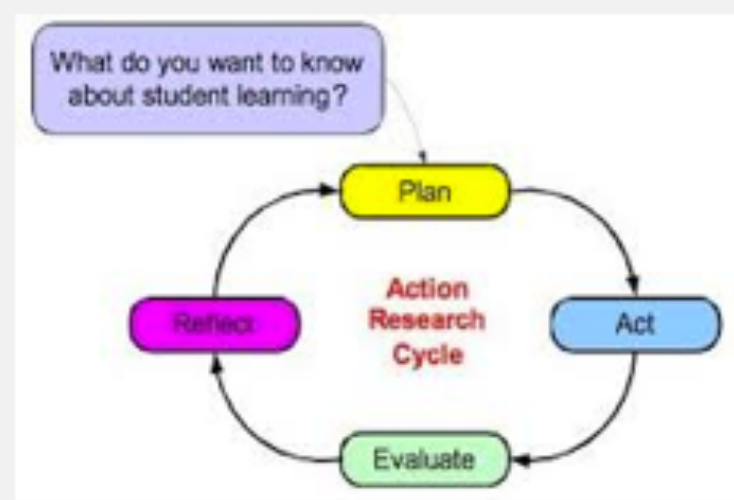 What do you want to know
about student learning?
Plan
Action
Research
Cycle
Reflect
Act
Evaluate